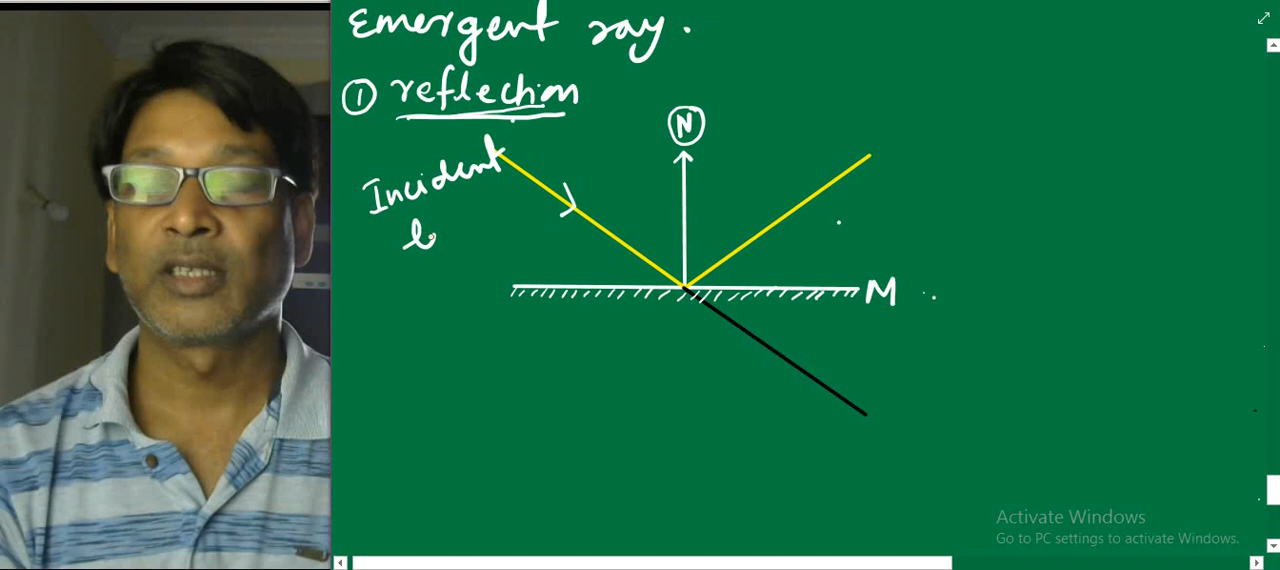 Emergent ray.
① reflection
N
Incident
l
M
Activate Windows
Go to PC settings to activate Windows.